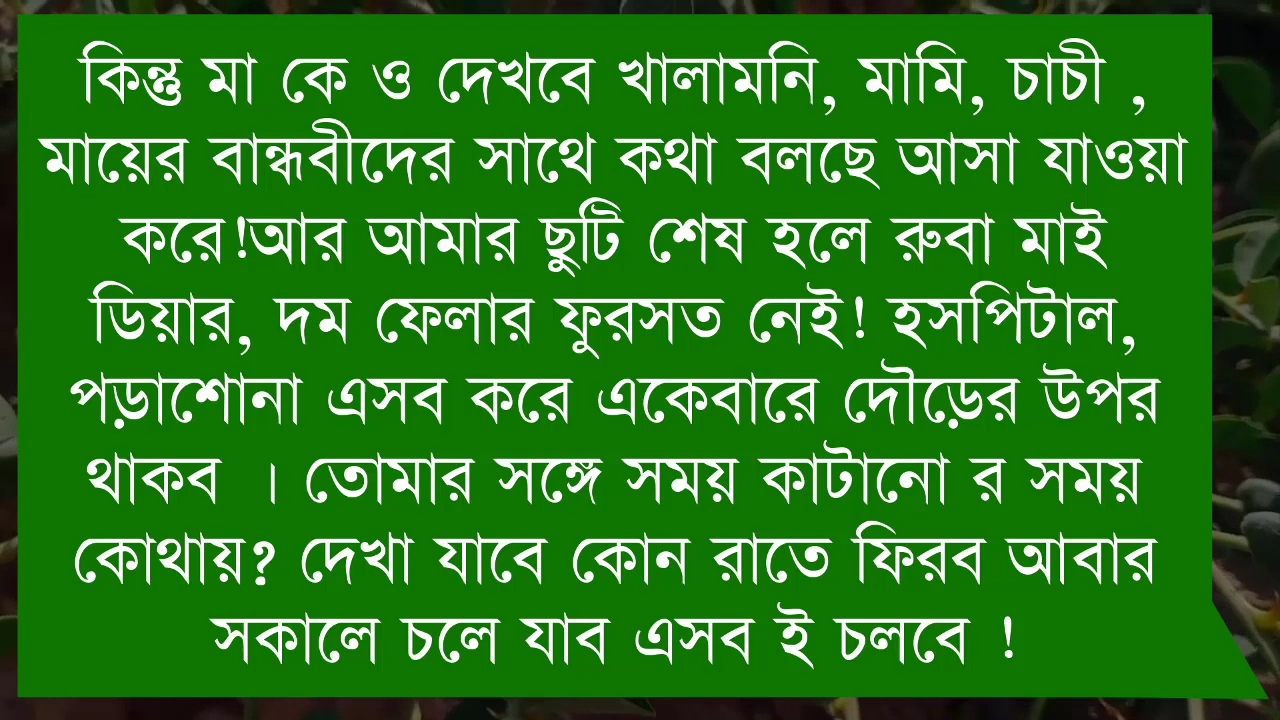 কিন্তু মা কে ও দেখবে খালামনি, মামি, চাচী ,
মায়ের বান্ধবীদের সাথে কথা বলছে আসা যাওয়া
করে!আর আমার ছুটি শেষ হলে রুবা মাই
ডিয়ার, দম ফেলার ফুরসত নেই! হসপিটাল,
পড়াশোনা এসব করে একেবারে দৌড়ের উপর
থাকব । তোমার সঙ্গে সময় কাটানো র সময়
কোথায়? দেখা যাবে কোন রাতে ফিরব আবার
সকালে চলে যাব এসব ই চলবে !